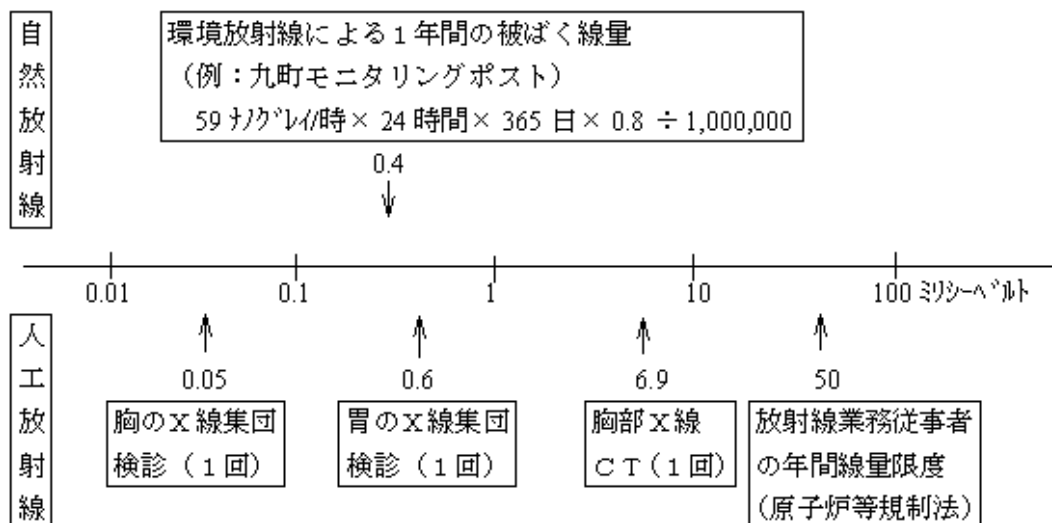 自然放射線
環境放射線による1年間の被ばく線量
（例：九町モニタリングポスト）
59 ﾅﾉｸﾞﾚｲ/時× 24 時間× 365 日× 0.8 ÷ 1,000,000
0.4
0.01 0.1 1 10 100 ﾐﾘｼｰﾍﾞﾙﾄ
人工放射線
0.05 0.6 6.9 50
胸のＸ線集団
検診（１回）
胃のＸ線集団
検診（１回）
胸部Ｘ線
ＣＴ（１回）
放射線業務従事者
の年間線量限度
（原子炉等規制法）